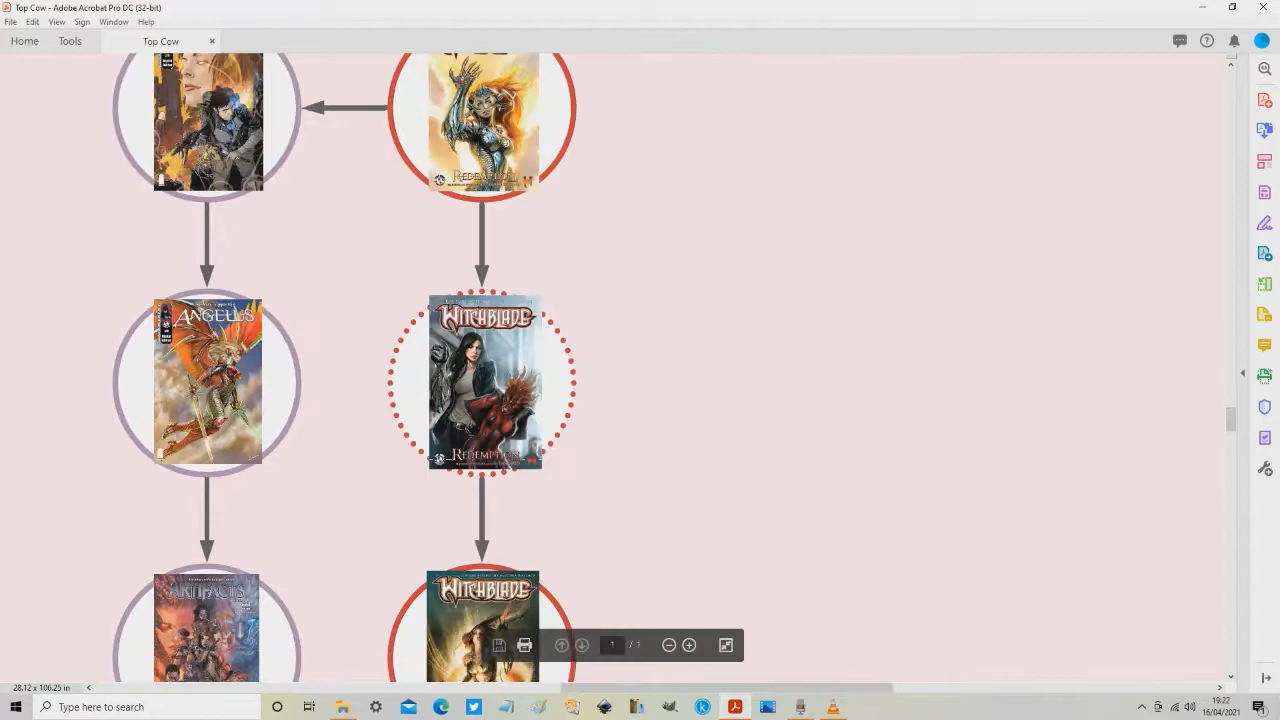 Top Cow - Adobe Acrobat Pro DC (32-bit)
File Edit View Sign Window Help
Home Tools Top Cow
REDEMPTION
ANGELUS
WITCHBLADE
REDEMPTION
ARTIFACTS
WITCHBLADE
1 / 1
28.12 x 106.25 in
Type here to search
19:22
16/04/2021